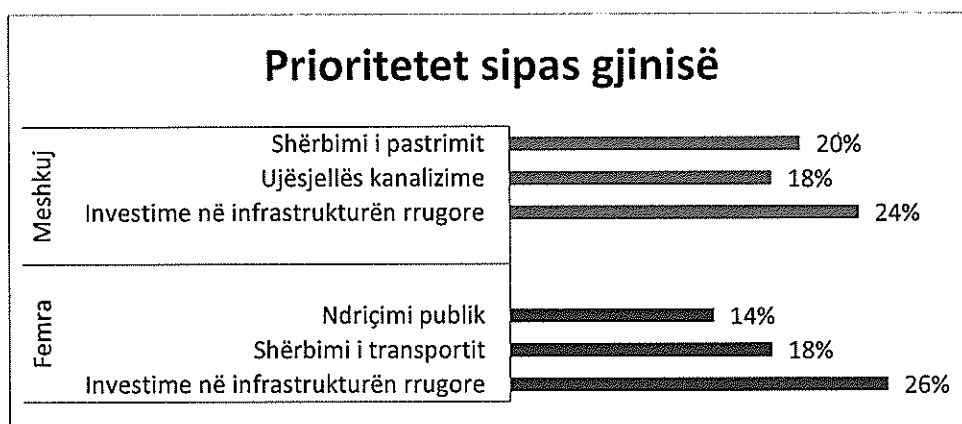 Prioritetet sipas gjinisë
Meshkuj
Shërbimi i pastrimit 20%
Ujësjellës kanalizime 18%
Investime në infrastrukturën rrugore 24%
Femra
Ndriçimi publik 14%
Shërbimi i transportit 18%
Investime në infrastrukturën rrugore 26%